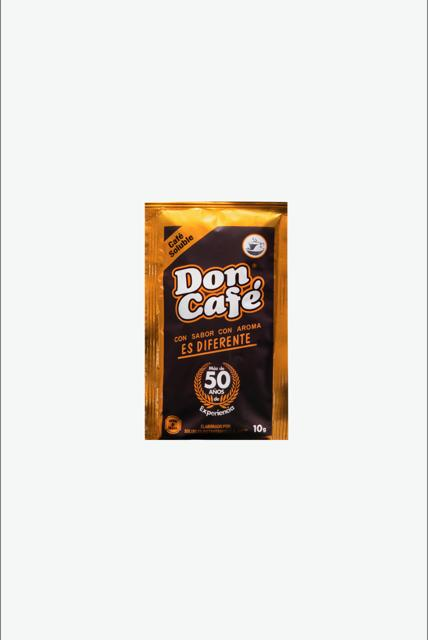 Café
Soluble
Don
Café
CON SABOR CON AROMA
ES DIFERENTE
Más de
50
AÑOS
de
Experiencia
ELABORADO POR
10g